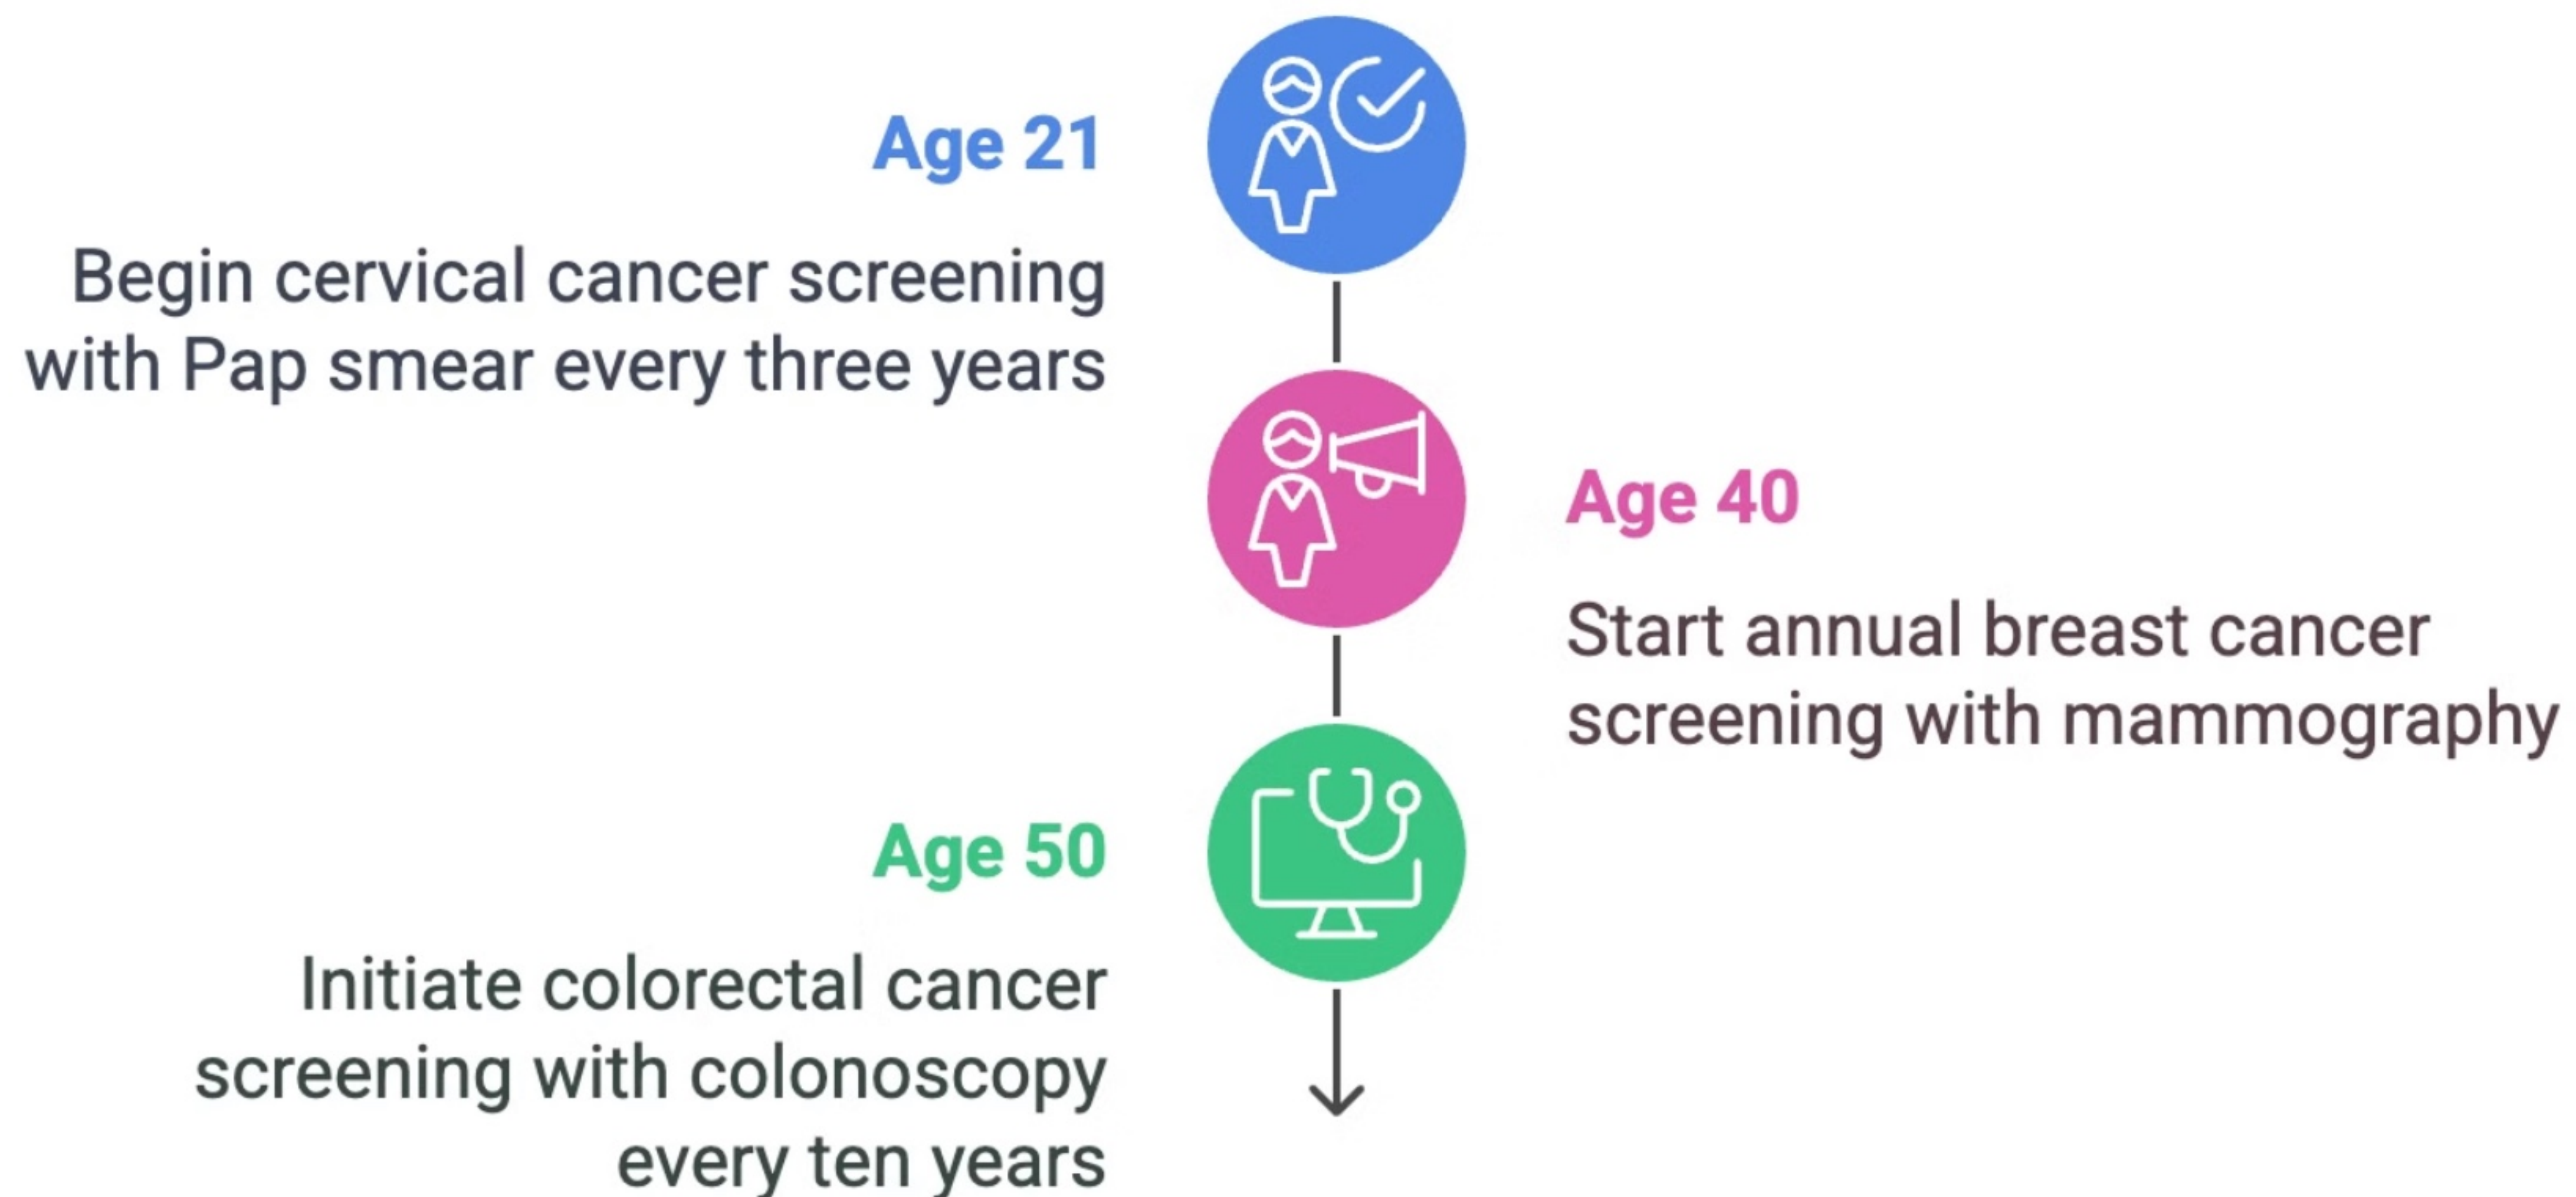 Age 21
Begin cervical cancer screening
with Pap smear every three years
Age 40
Start annual breast cancer
screening with mammography
Age 50
Initiate colorectal cancer
screening with colonoscopy
every ten years